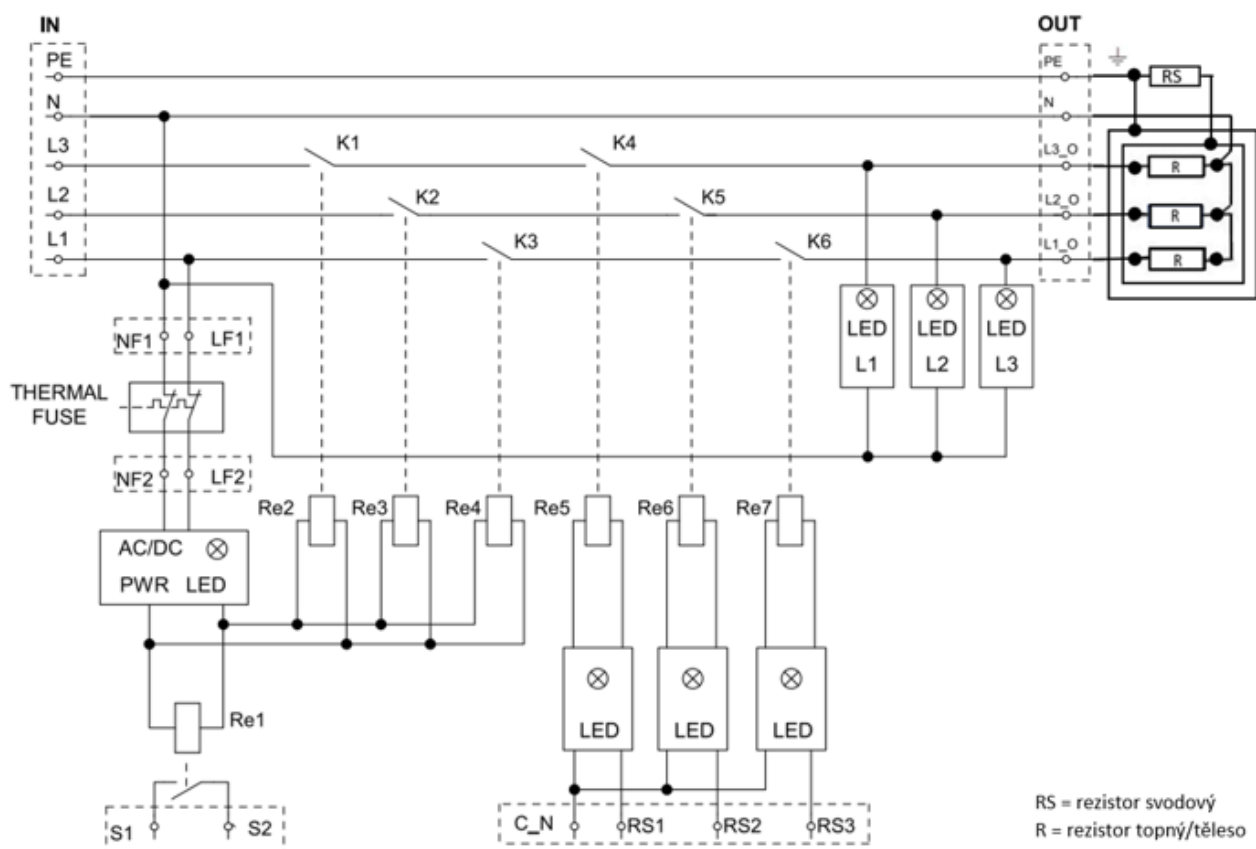 IN
OUT
PE
PE
RS
N
N
L3
K1
K4
L3_O
R
L2
K2
K5
L2_O
R
L1
K3
K6
L1_O
R
LED
L1
LED
L2
LED
L3
NF1
LF1
THERMAL
FUSE
NF2
LF2
Re2
Re3
Re4
Re5
Re6
Re7
AC/DC
PWR LED
Re1
LED
LED
LED
S1
S2
C_N
RS1
RS2
RS3
RS = rezistor svodový
R = rezistor topný/těleso